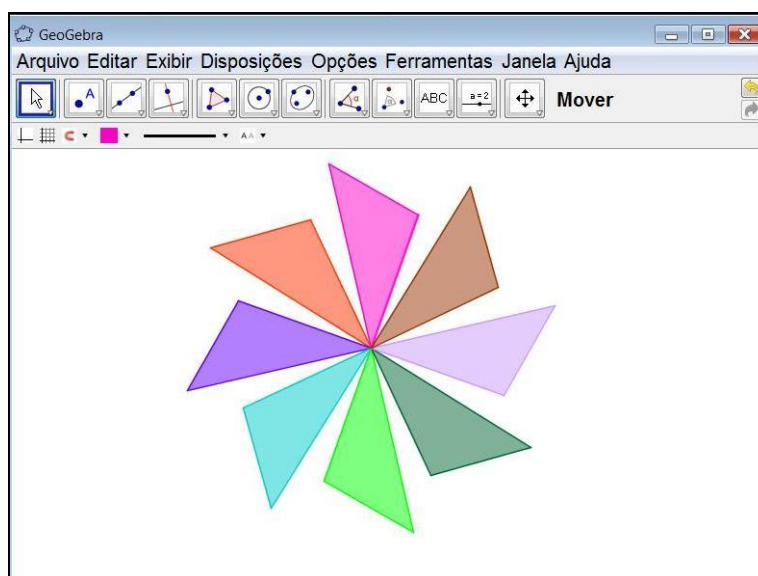 GeoGebra
Arquivo Editar Exibir Disposições Opções Ferramentas Janela Ajuda
A α ABC a=2 Mover
A A